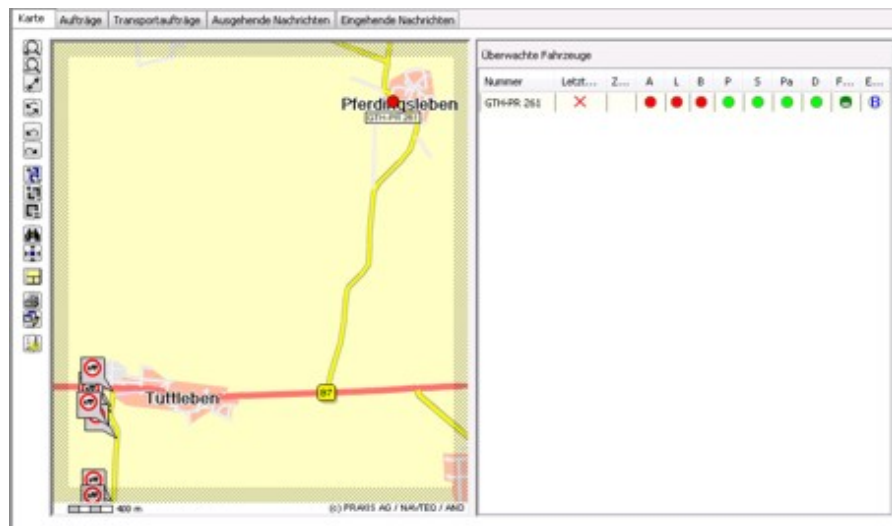 Karte Aufträge Transportaufträge Ausgehende Nachrichten Eingehende Nachrichten
Überwachte Fahrzeuge
Nummer Letzt... Z... A L B P S Pa D F... E...
GTH-PR 261 B
Pferdingsleben
GTH-PR 261
Tüttleben
B7
400 m
(c) PRAXIS AG / NAVTEQ / AND